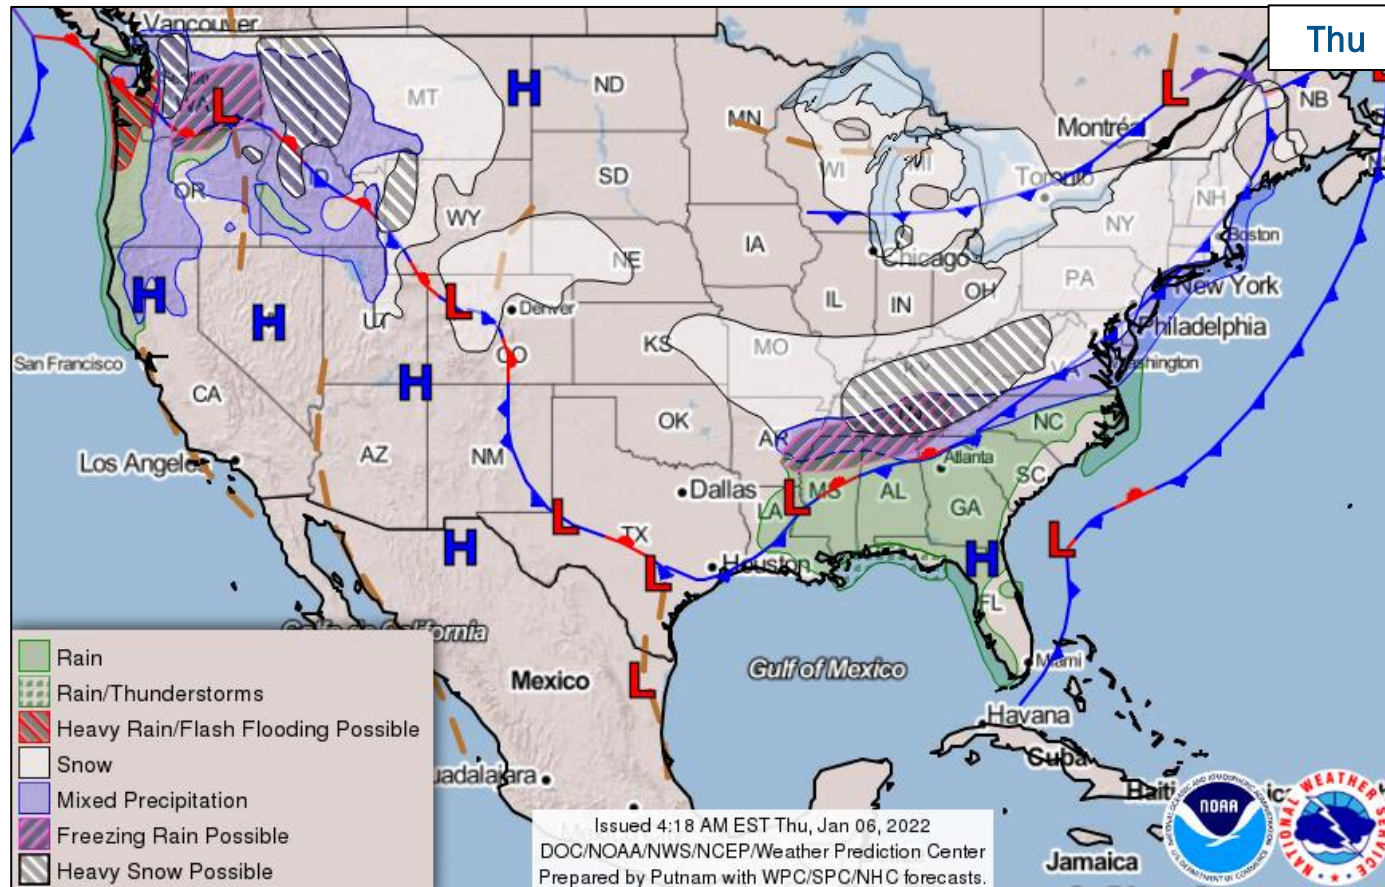 Thu
Vancouver
H
ND
MT
MN
L
Montréal
NB
WA
L
SD
WI
MI
Toronto
ID
OR
WY
NH
NY
Boston
IA
NE
Chicago
H
PA
IL
IN
OH
New York
H
L
Denver
UT
Philadelphia
KS
MO
CO
San Francisco
KY
VA
Washington
H
CA
OK
TN
NC
AR
Los Angeles
AZ
NM
Atlanta
SC
Dallas
L
MS
AL
GA
LA
L
TX
H
L
H
Houston
L
FL
Golfo de California
Miami
Mexico
L
Gulf of Mexico
Havana
Cuba
Guadalajara
Haiti
Jamaica
Rain
Rain/Thunderstorms
Heavy Rain/Flash Flooding Possible
Snow
Mixed Precipitation
Freezing Rain Possible
Heavy Snow Possible
Issued 4:18 AM EST Thu, Jan 06, 2022
DOC/NOAA/NWS/NCEP/Weather Prediction Center
Prepared by Putnam with WPC/SPC/NHC forecasts.
NOAA
NATIONAL WEATHER SERVICE